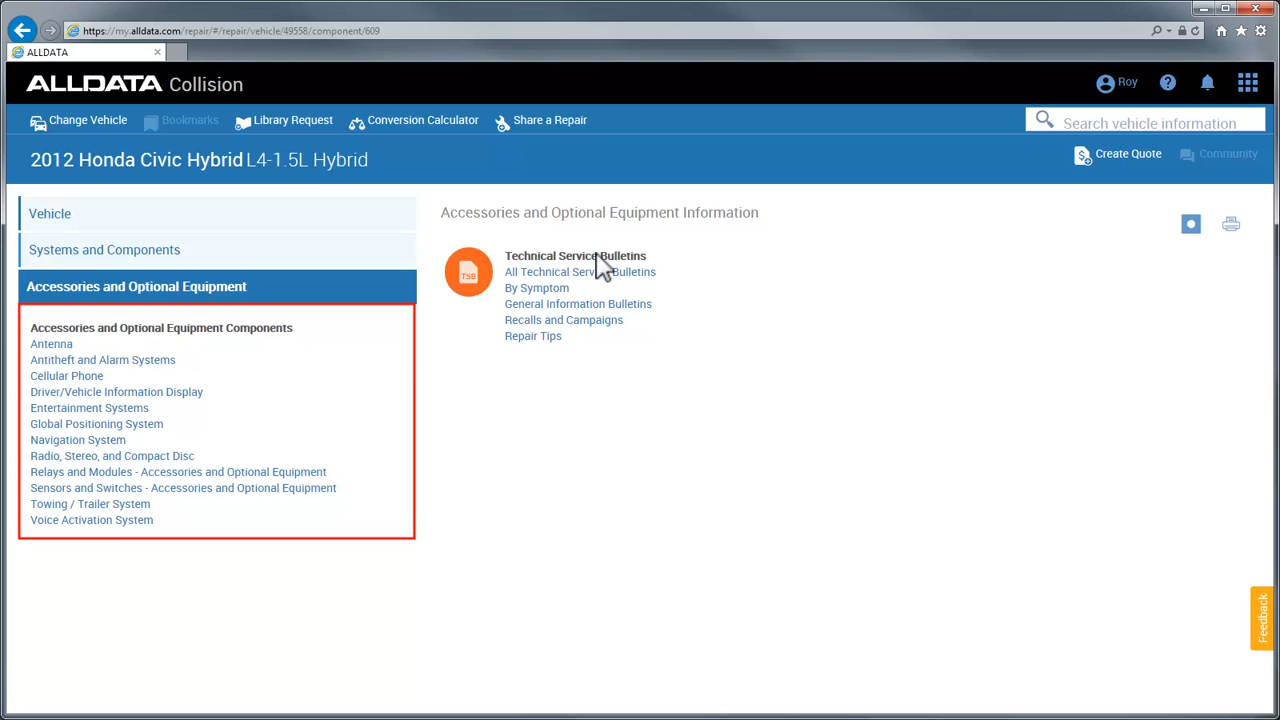 https://my.alldata.com/repair/#/repair/vehicle/49558/component/609
ALLDATA
ALLDATA Collision
Roy
Change Vehicle Bookmarks Library Request Conversion Calculator Share a Repair
Search vehicle information
2012 Honda Civic Hybrid L4-1.5L Hybrid
Create Quote Community
Vehicle
Systems and Components
Accessories and Optional Equipment
Accessories and Optional Equipment Components
Antenna
Antitheft and Alarm Systems
Cellular Phone
Driver/Vehicle Information Display
Entertainment Systems
Global Positioning System
Navigation System
Radio, Stereo, and Compact Disc
Relays and Modules - Accessories and Optional Equipment
Sensors and Switches - Accessories and Optional Equipment
Towing / Trailer System
Voice Activation System
Accessories and Optional Equipment Information
TSB
Technical Service Bulletins
All Technical Service Bulletins
By Symptom
General Information Bulletins
Recalls and Campaigns
Repair Tips
Feedback